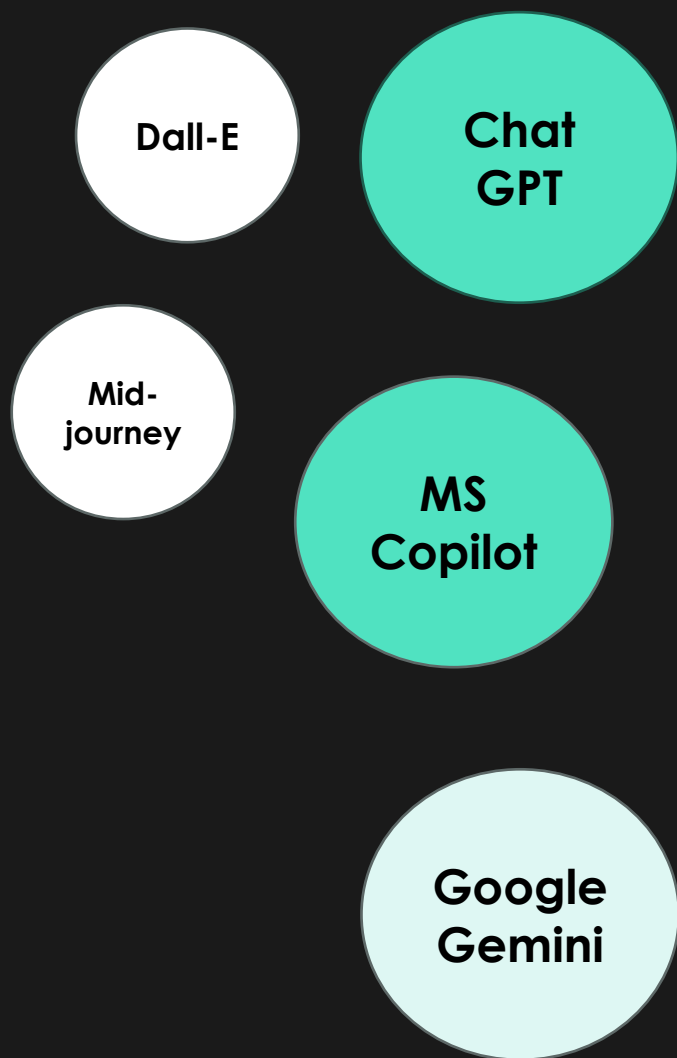 Dall-E
Chat
GPT
Mid-
journey
MS
Copilot
Google
Gemini